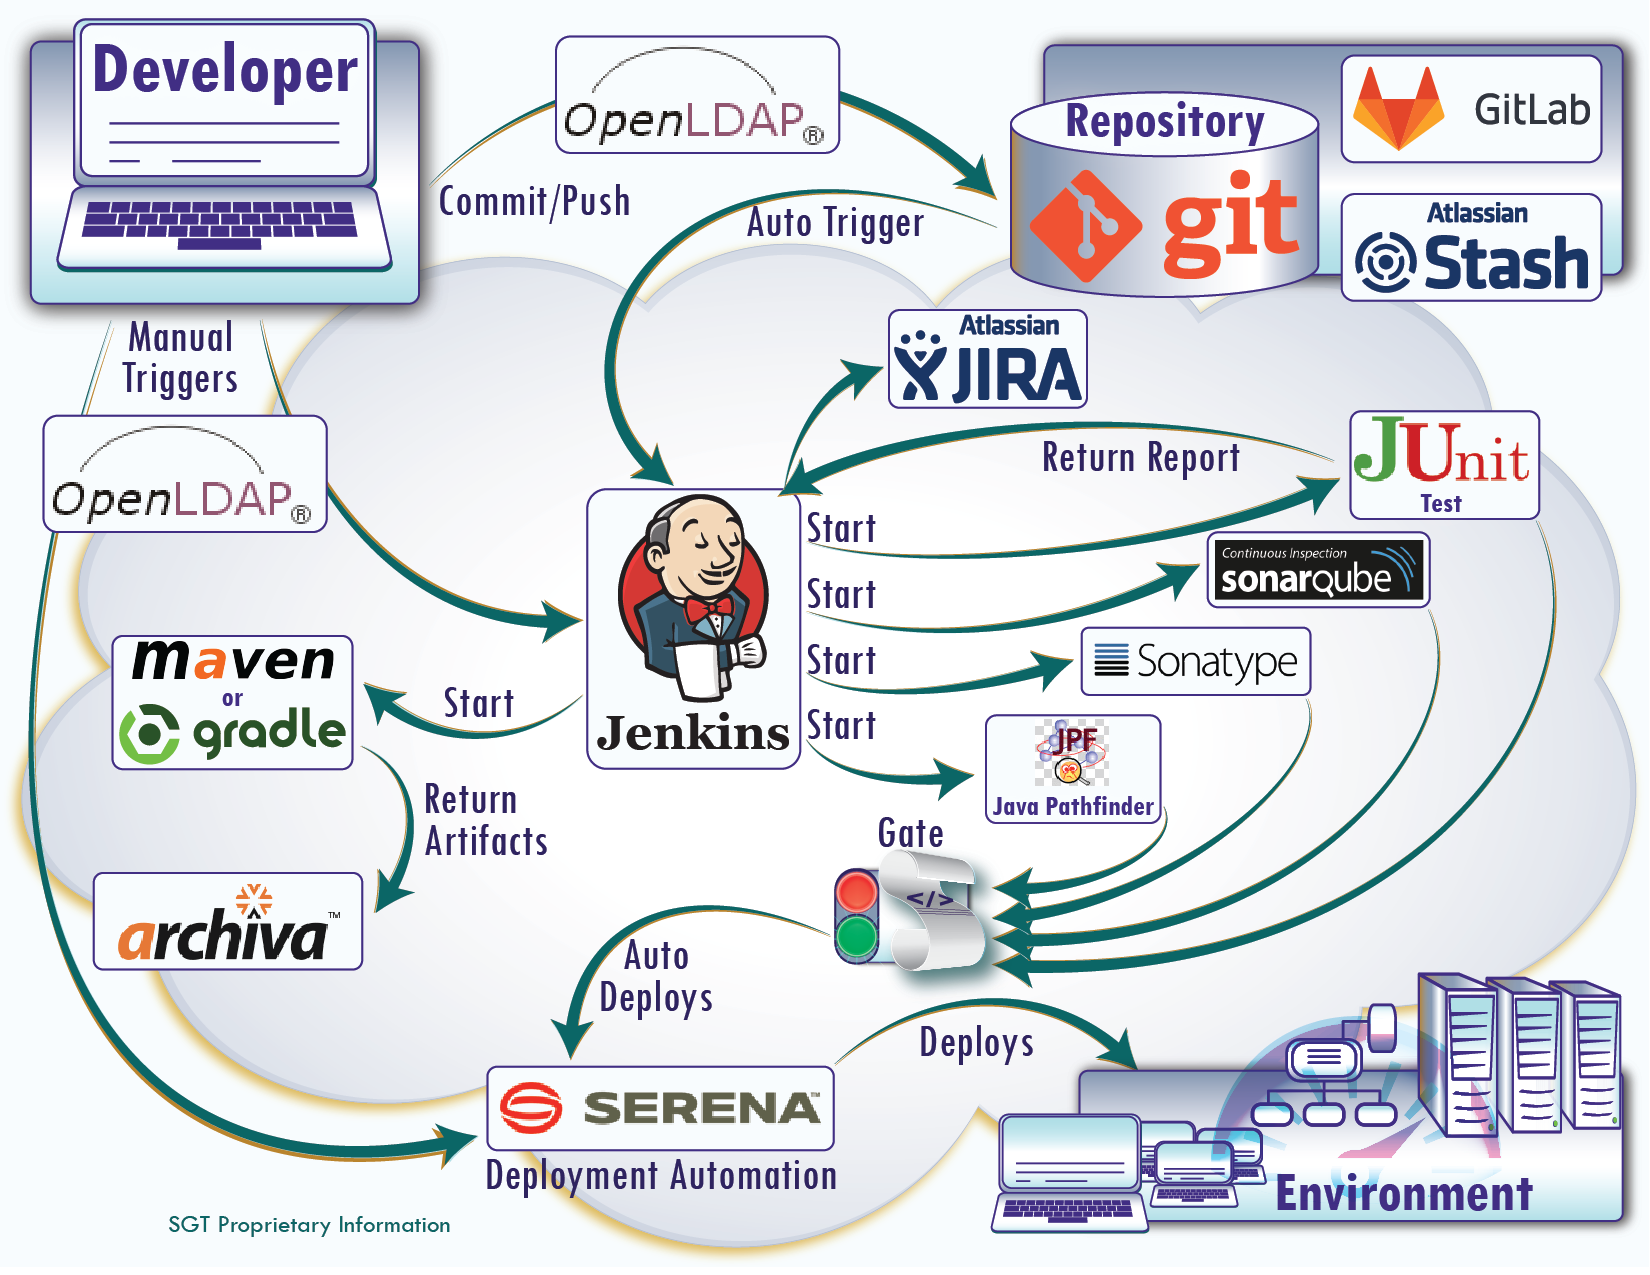 Developer
OpenLDAP®
Commit/Push
Repository
git
GitLab
Atlassian
Stash
Auto Trigger
Manual
Triggers
OpenLDAP®
Atlassian
JIRA
Return Report
JUnit
Test
Start
Continuous Inspection
sonarqube
Start
Sonatype
Start
Start
JPF
Java Pathfinder
Jenkins
Start
maven
or
gradle
Return
Artifacts
archiva™
Gate
</>
Auto
Deploys
Deploys
SERENA™
Deployment Automation
Environment
SGT Proprietary Information